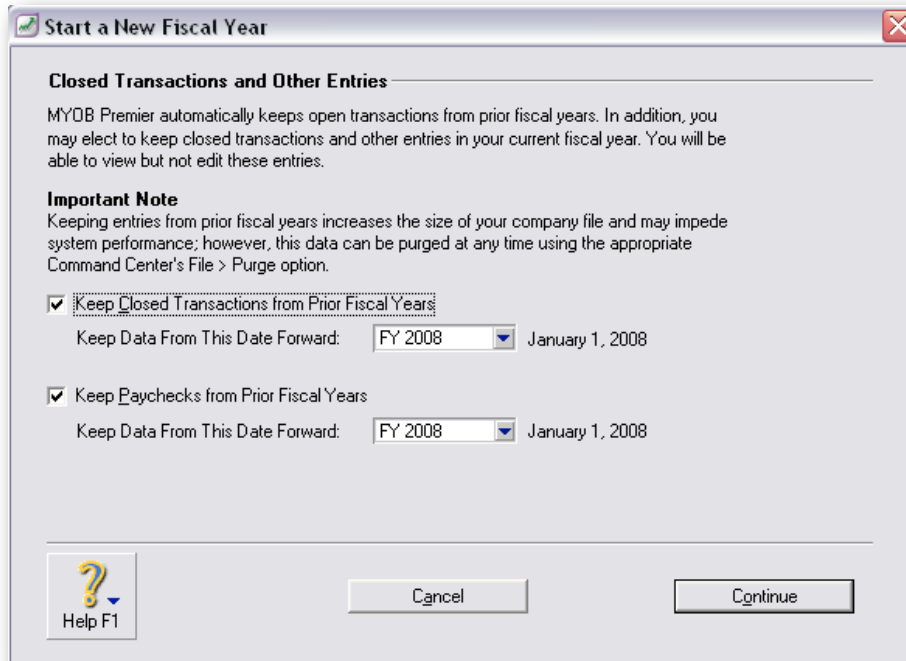 Start a New Fiscal Year
Closed Transactions and Other Entries
MYOB Premier automatically keeps open transactions from prior fiscal years. In addition, you
may elect to keep closed transactions and other entries in your current fiscal year. You will be
able to view but not edit these entries.
Important Note
Keeping entries from prior fiscal years increases the size of your company file and may impede
system performance; however, this data can be purged at any time using the appropriate
Command Center's File > Purge option.
Keep Closed Transactions from Prior Fiscal Years
Keep Data From This Date Forward: FY 2008 January 1, 2008
Keep Paychecks from Prior Fiscal Years
Keep Data From This Date Forward: FY 2008 January 1, 2008
Help F1 Cancel Continue